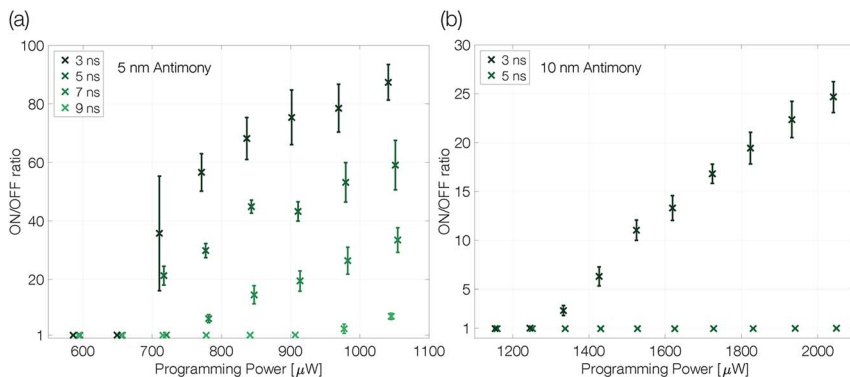 (a)
100
80
60
40
20
1
ON/OFF ratio
3 ns
5 ns
7 ns
9 ns
5 nm Antimony
600 700 800 900 1000 1100
Programming Power [μW]
(b)
30
25
20
15
10
5
1
ON/OFF ratio
3 ns
5 ns
10 nm Antimony
1200 1400 1600 1800 2000
Programming Power [μW]